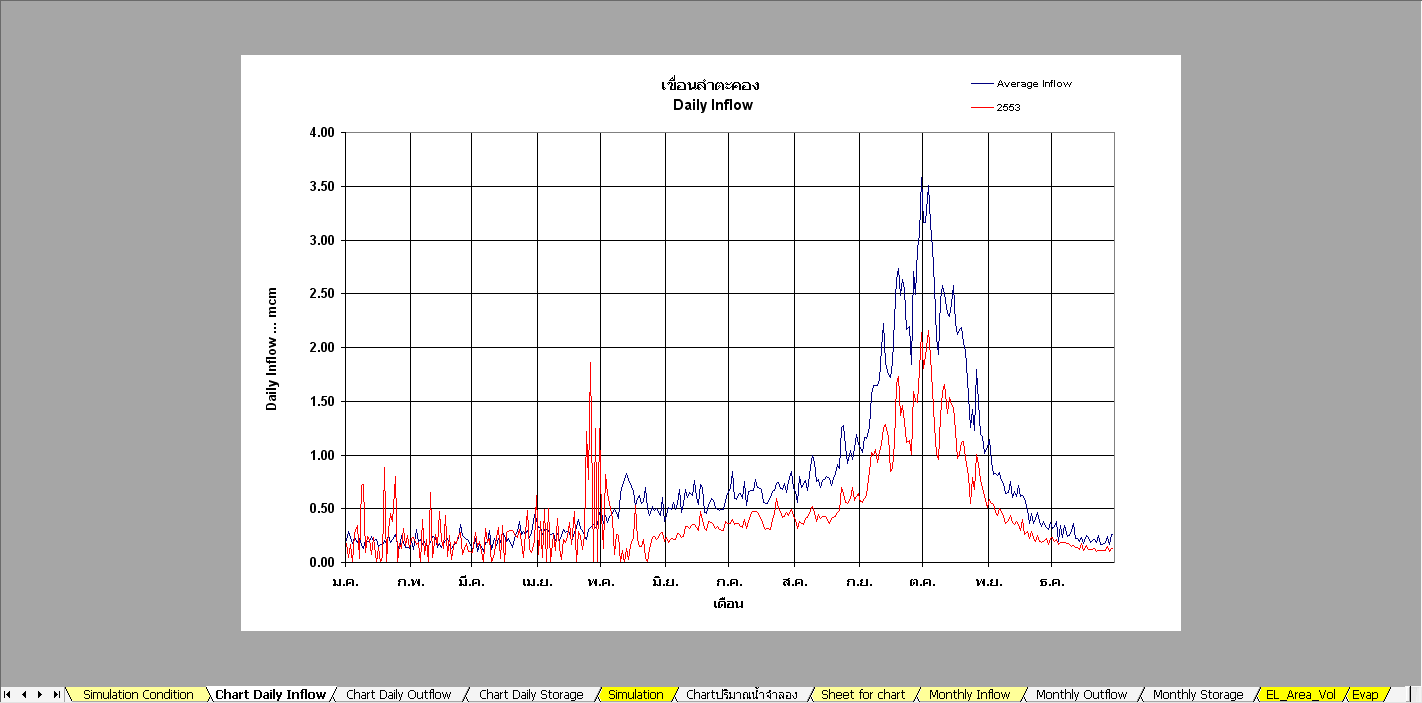 เขื่อนลำตะคอง
Daily Inflow
Average Inflow
2553
4.00
3.50
3.00
2.50
2.00
1.50
1.00
0.50
0.00
Daily Inflow ... mcm
ม.ค. ก.พ. มี.ค. เม.ย. พ.ค. มิ.ย. ก.ค. ส.ค. ก.ย. ต.ค. พ.ย. ธ.ค.
เดือน
Simulation Condition Chart Daily Inflow Chart Daily Outflow Chart Daily Storage Simulation Chartปริมาณน้ำจำลอง Sheet for chart Monthly Inflow Monthly Outflow Monthly Storage EL_Area_Vol Evap